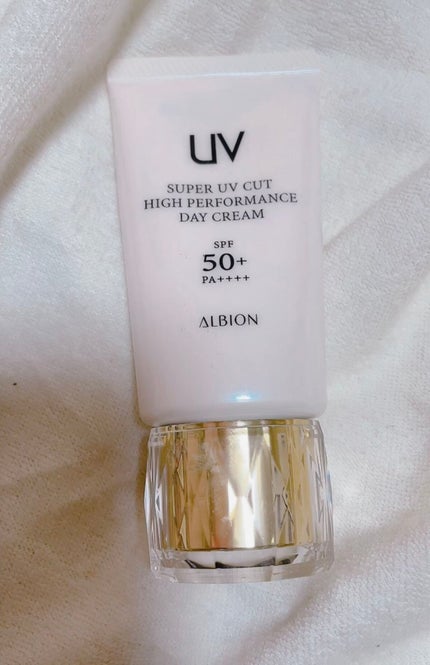 UV
SUPER UV CUT
HIGH PERFORMANCE
DAY CREAM
SPF
50+
PA++++
ALBION